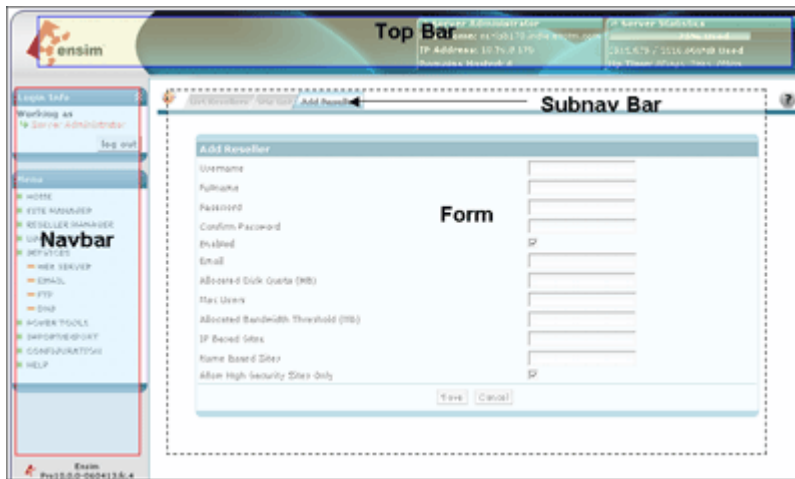 Top Bar
Server Administrator
Server Statistics
IP Address:
Used
ensim
Login Info
Working as
Server Administrator
log out
List Resellers
Add Reseller
Subnav Bar
Menu
HOME
SITE MANAGER
RESELLER MANAGER
Navbar
SERVICES
WEB SERVER
EMAIL
FTP
DNS
POWER TOOLS
IMPORT/EXPORT
CONFIGURATION
HELP
Add Reseller
Username
Fullname
Password
Form
Confirm Password
Enabled
Email
Allocated Disk Quota (MB)
Max Users
Allocated Bandwidth Threshold (MB)
IP Based Sites
Name Based Sites
Allow High Security Sites Only
Save
Cancel
Ensim